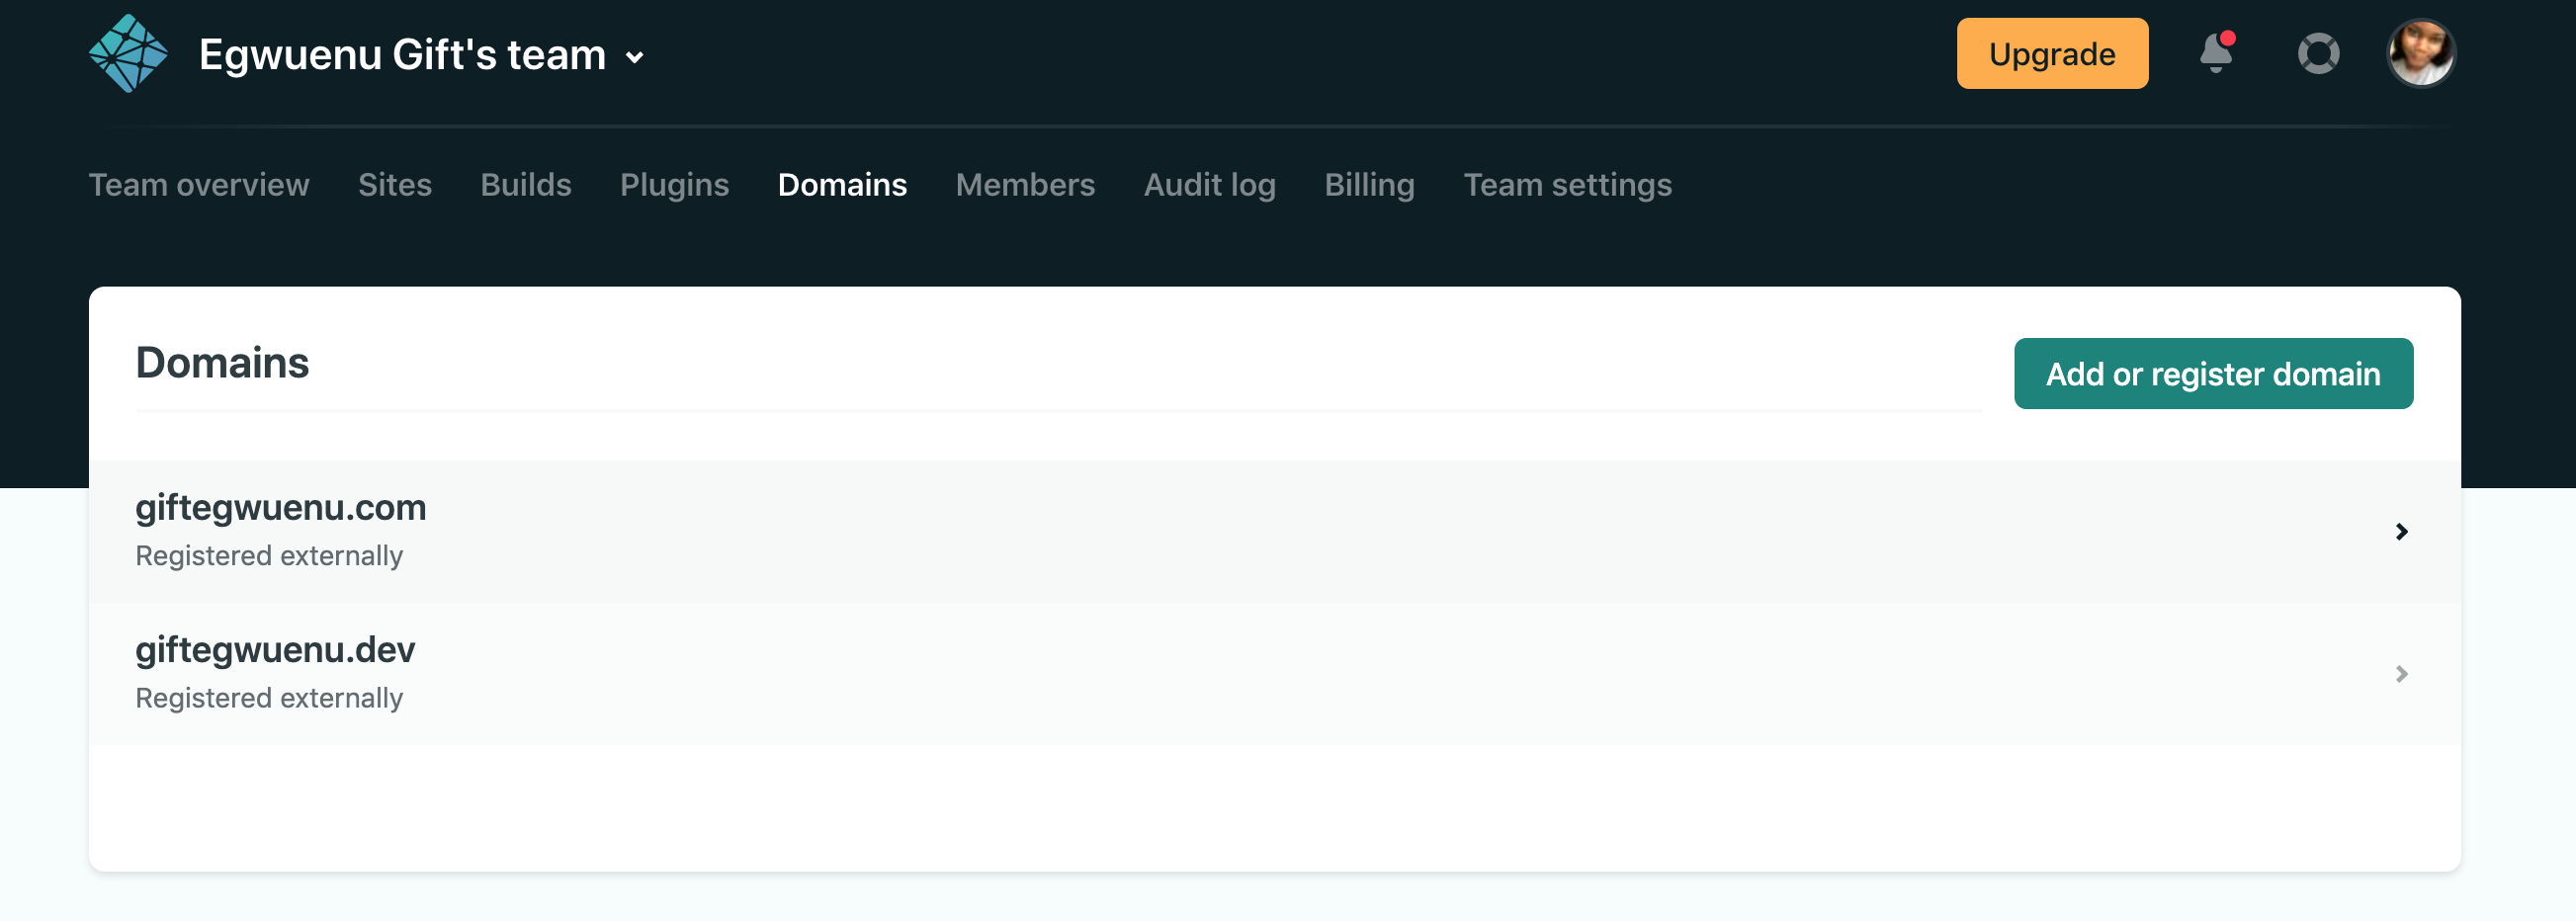 Egwuenu Gift's team
Upgrade
Team overview Sites Builds Plugins Domains Members Audit log Billing Team settings
Domains
Add or register domain
giftegwuenu.com
Registered externally
giftegwuenu.dev
Registered externally